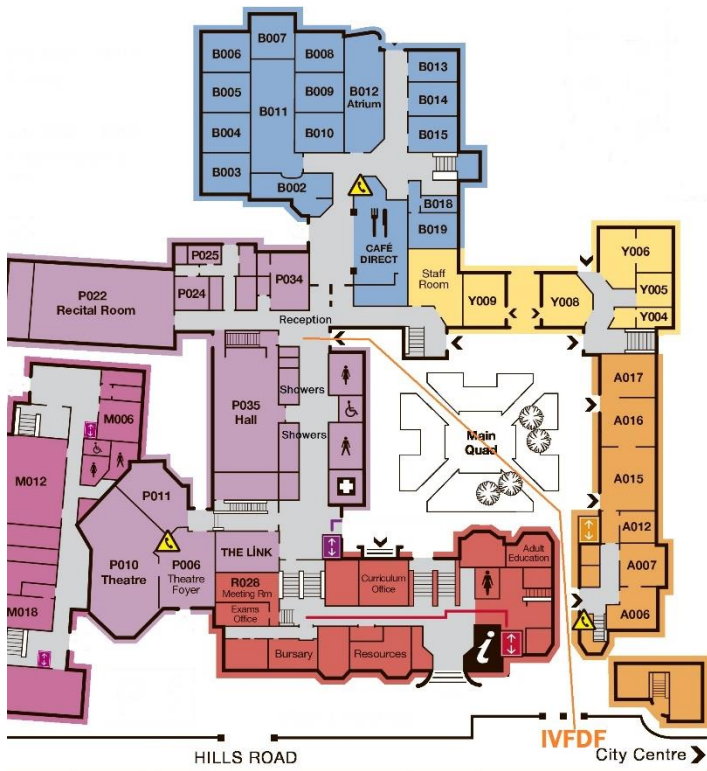 B007
B006
B008
B013
B005
B009
B012
Atrium
B011
B014
B004
B010
B015
B003
B002
B018
B019
CAFÉ
DIRECT
Staff
Room
Y006
Y005
Y004
Y009
Y008
P025
P024
P034
P022
Recital Room
Reception
A017
A016
A015
A012
A007
A006
Showers
Showers
P035
Hall
Main
Quad
M006
M012
M018
P011
P010
Theatre
P006
Theatre
Foyer
THE LINK
R028
Meeting Rm
Exams
Office
Curriculum
Office
Adult
Education
Bursary
Resources
i
IVFDF
HILLS ROAD
City Centre